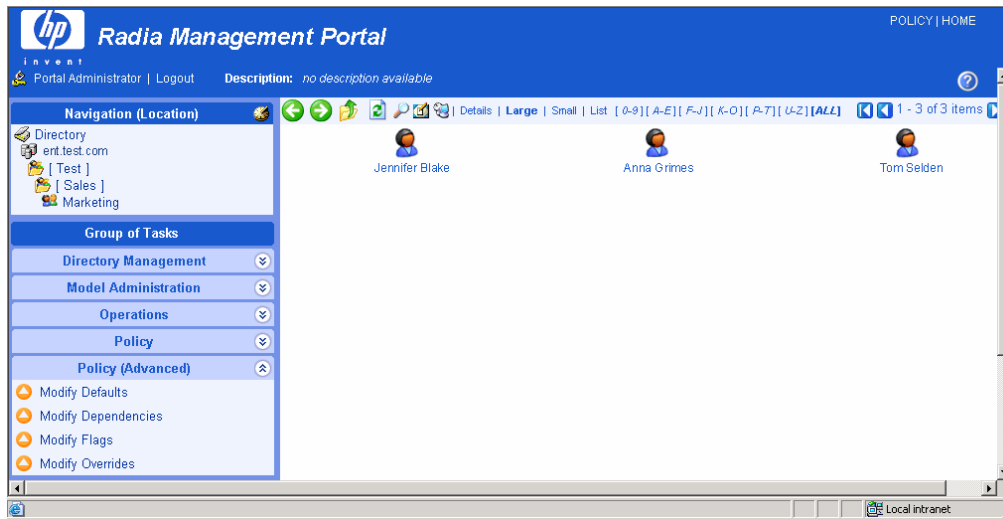 hp
invent
Radia Management Portal
POLICY | HOME
Portal Administrator | Logout
Description: no description available
Navigation (Location)
Directory
ent.test.com
[ Test ]
[ Sales ]
Marketing
Group of Tasks
Directory Management
Model Administration
Operations
Policy
Policy (Advanced)
Modify Defaults
Modify Dependencies
Modify Flags
Modify Overrides
| Details | Large | Small | List [ 0-9 ] [ A-E ] [ F-J ] [ K-O ] [ P-T ] [ U-Z ] [ALL] 1 - 3 of 3 items
Jennifer Blake
Anna Grimes
Tom Selden
Local intranet